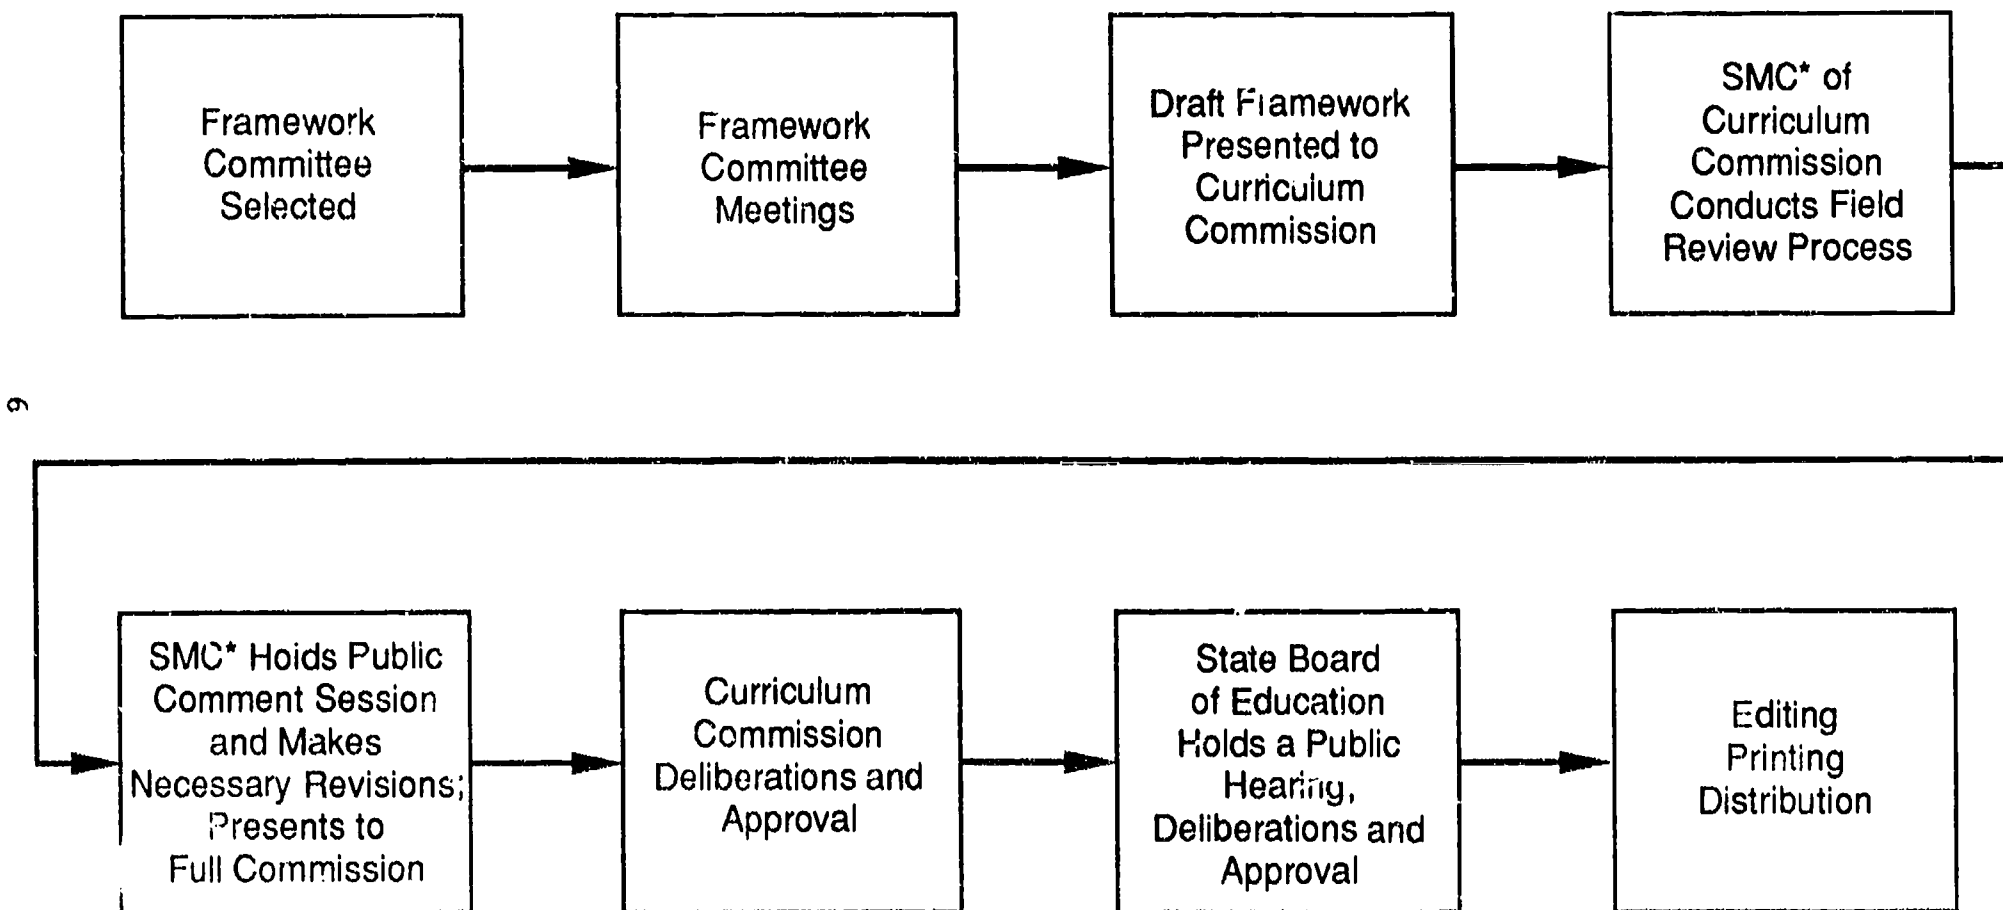 Framework
Committee
Selected
Framework
Committee
Meetings
Draft Framework
Presented to
Curriculum
Commission
SMC* of
Curriculum
Commission
Conducts Field
Review Process
6
SMC* Holds Public
Comment Session
and Makes
Necessary Revisions;
Presents to
Full Commission
Curriculum
Commission
Deliberations and
Approval
State Board
of Education
Holds a Public
Hearing,
Deliberations and
Approval
Editing
Printing
Distribution